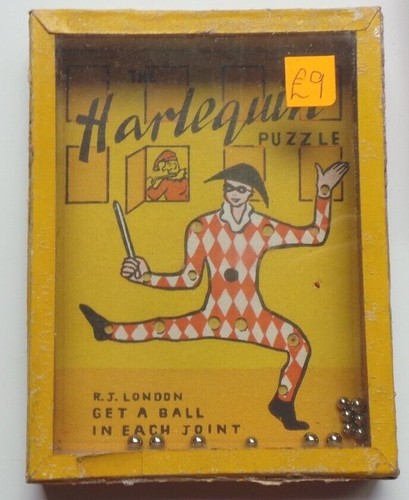 £9
THE
Harlequin
PUZZLE
R.J. LONDON
GET A BALL
IN EACH JOINT